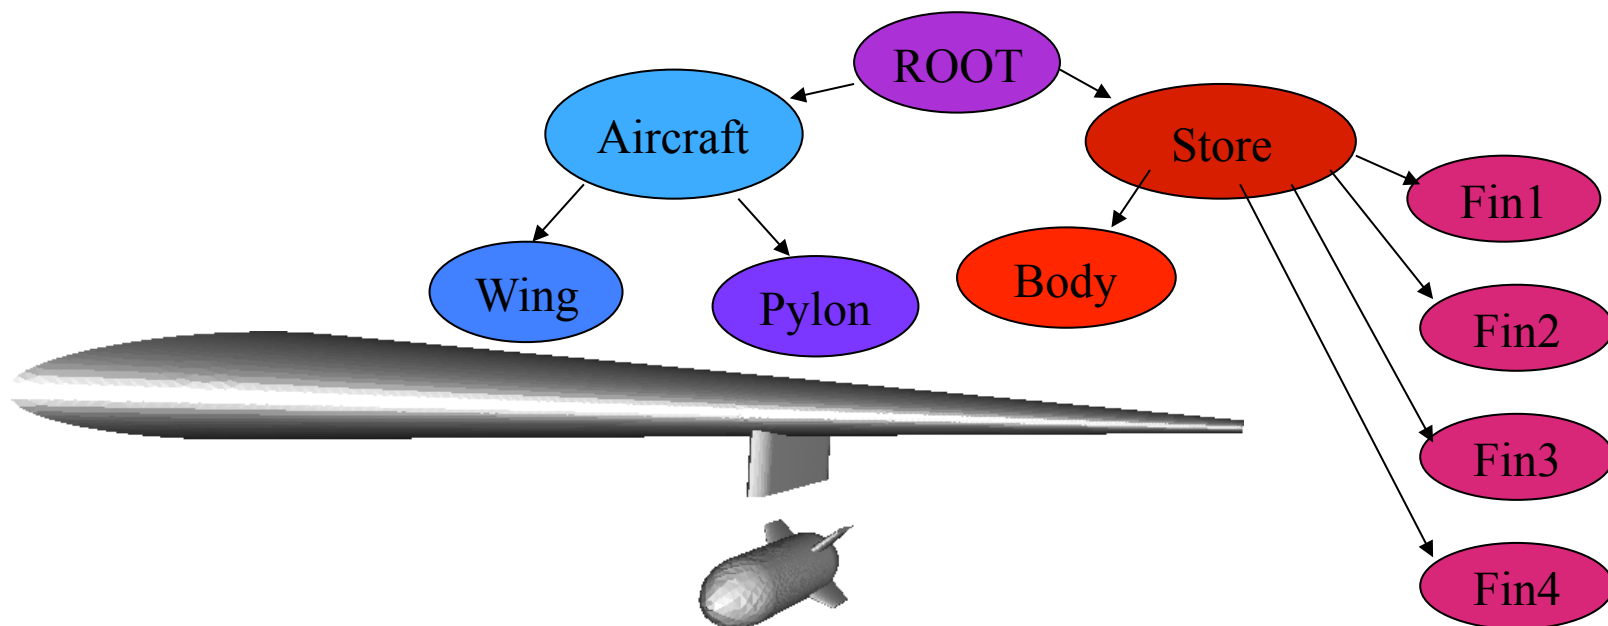 ROOT
Aircraft
Store
Fin1
Wing
Pylon
Body
Fin2
Fin3
Fin4